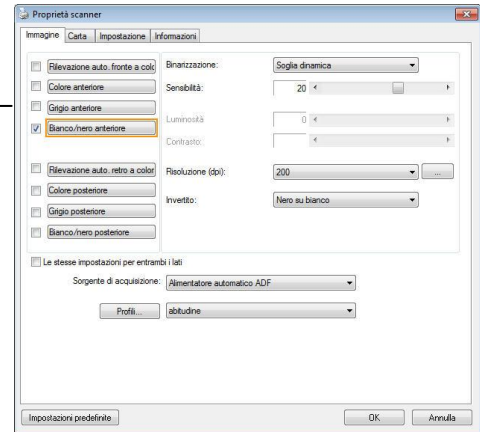 Proprietà scanner
Immagine Carta Impostazione Informazioni
Rilevazione auto. fronte a colo
Binarizzazione: Soglia dinamica
Colore anteriore
Sensibilità: 20
Grigio anteriore
Luminosità: 0
Bianco/nero anteriore
Contrasto:
Rilevazione auto. retro a color
Risoluzione (dpi): 200 ...
Colore posteriore
Invertito: Nero su bianco
Grigio posteriore
Bianco/nero posteriore
Le stesse impostazioni per entrambi i lati
Sorgente di acquisizione: Alimentatore automatico ADF
Profili... abitudine
Impostazioni predefinite OK Annulla